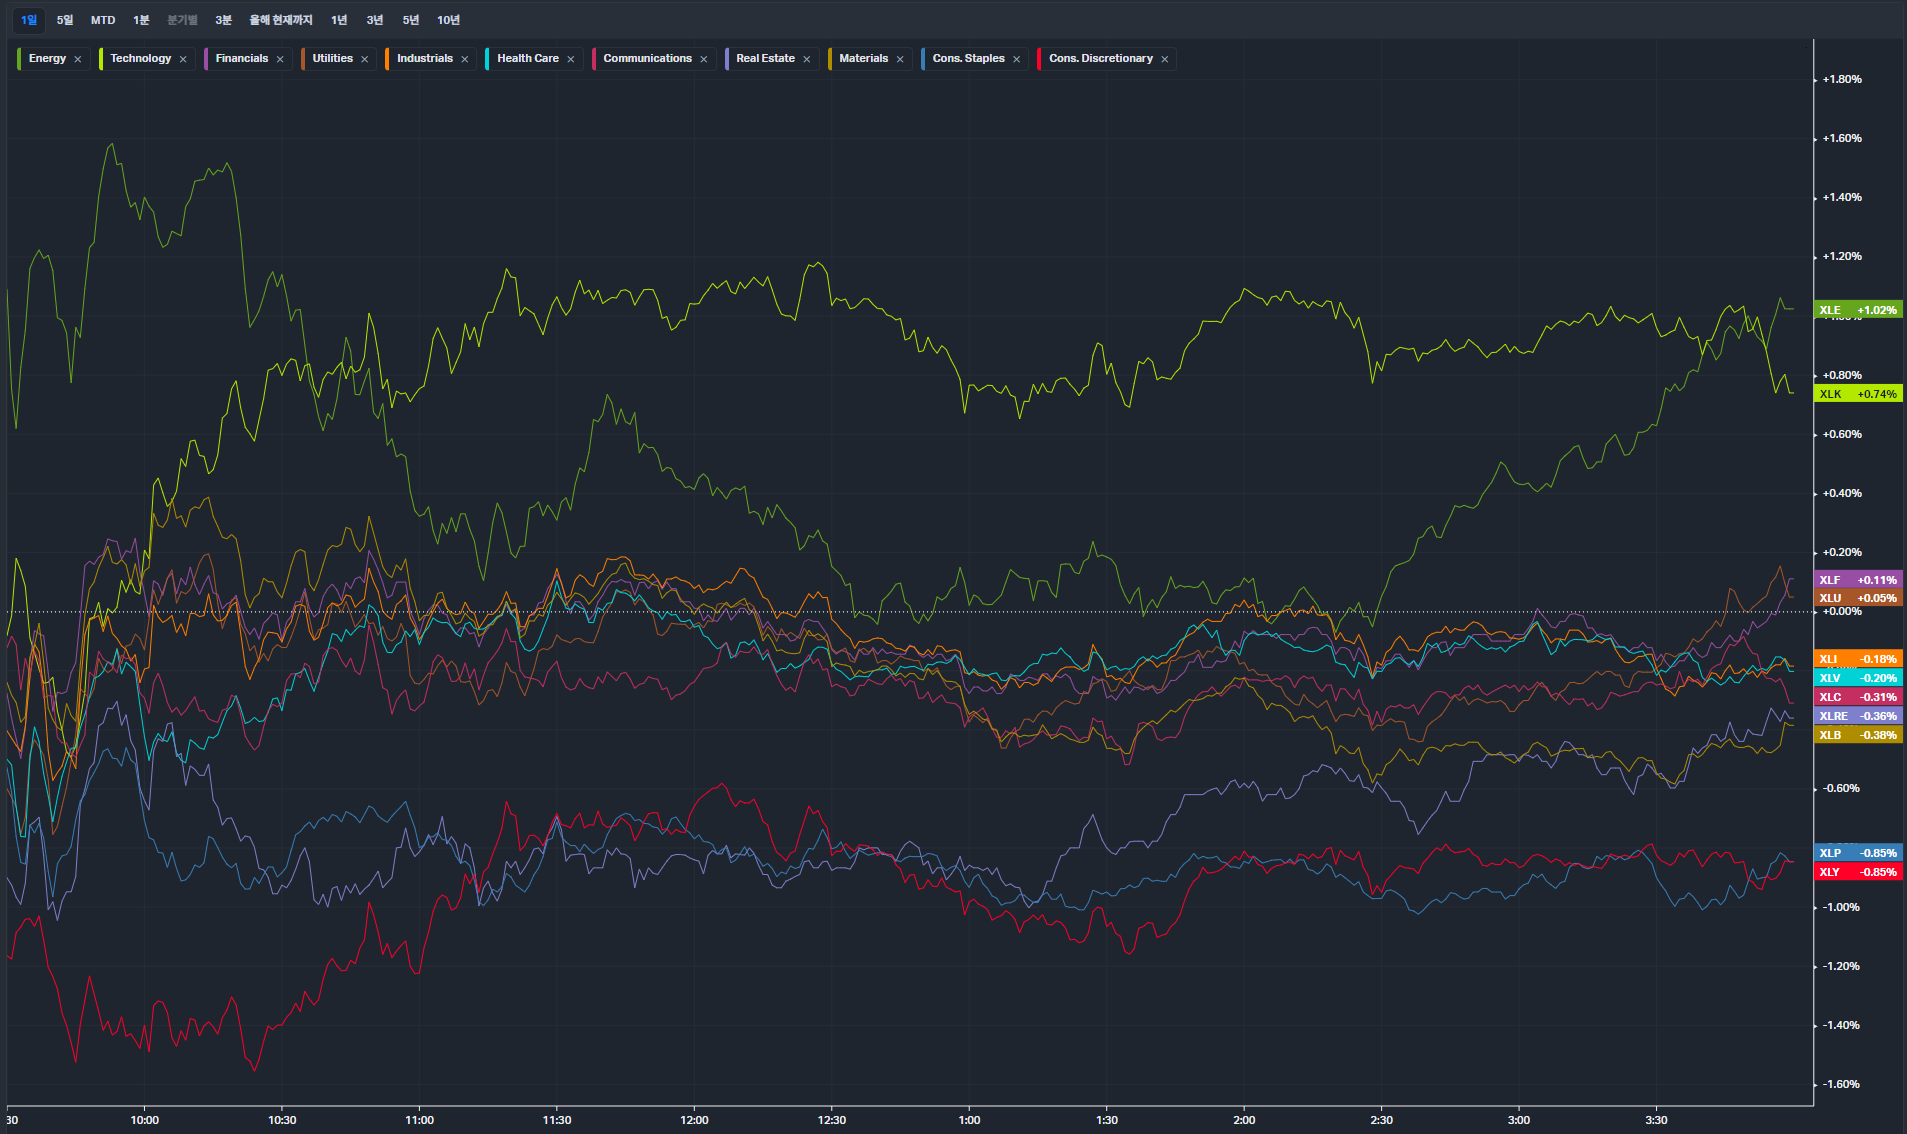 1일 5일 MTD 1분 분기별 3분 올해 현재까지 1년 3년 5년 10년
Energy × Technology × Financials × Utilities × Industrials × Health Care × Communications × Real Estate × Materials × Cons. Staples × Cons. Discretionary ×
+1.80%
+1.60%
+1.40%
+1.20%
XLE +1.02%
+0.80%
XLK +0.74%
+0.60%
+0.40%
+0.20%
XLF +0.11%
XLU +0.05%
+0.00%
XLI -0.18%
XLV -0.20%
XLC -0.31%
XLRE -0.36%
XLB -0.38%
-0.60%
XLP -0.85%
XLY -0.85%
-1.00%
-1.20%
-1.40%
-1.60%
30 10:00 10:30 11:00 11:30 12:00 12:30 1:00 1:30 2:00 2:30 3:00 3:30